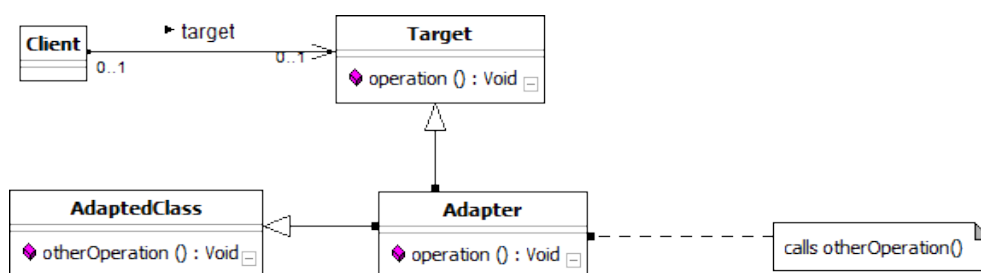 Client
target
0..1
0..1
Target
operation () : Void
AdaptedClass
otherOperation () : Void
Adapter
operation () : Void
calls otherOperation()